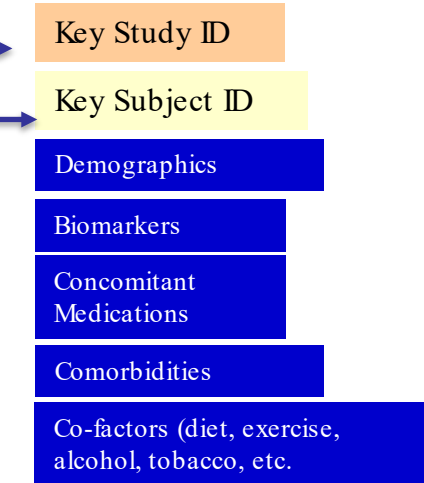 Key Study ID
Key Subject ID
Demographics
Biomarkers
Concomitant
Medications
Comorbidities
Co-factors (diet, exercise,
alcohol, tobacco, etc.